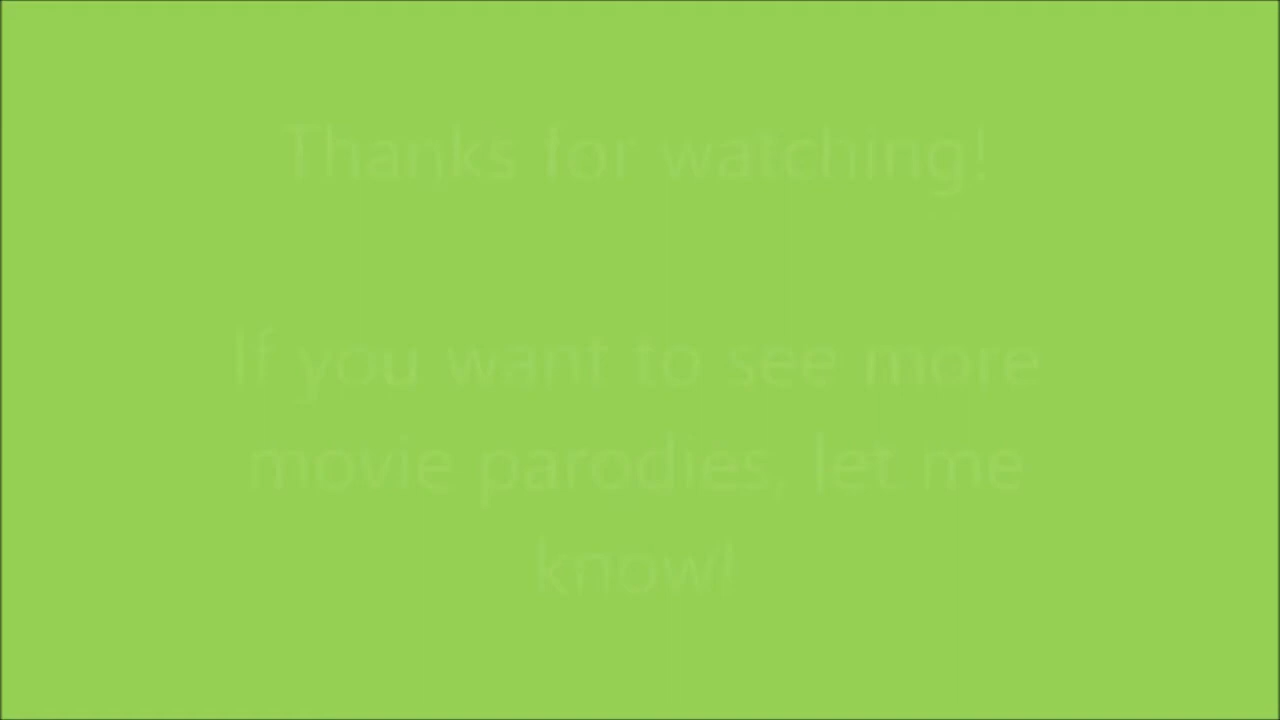 Thanks for watching!
If you want to see more
movie parodies, let me
know!